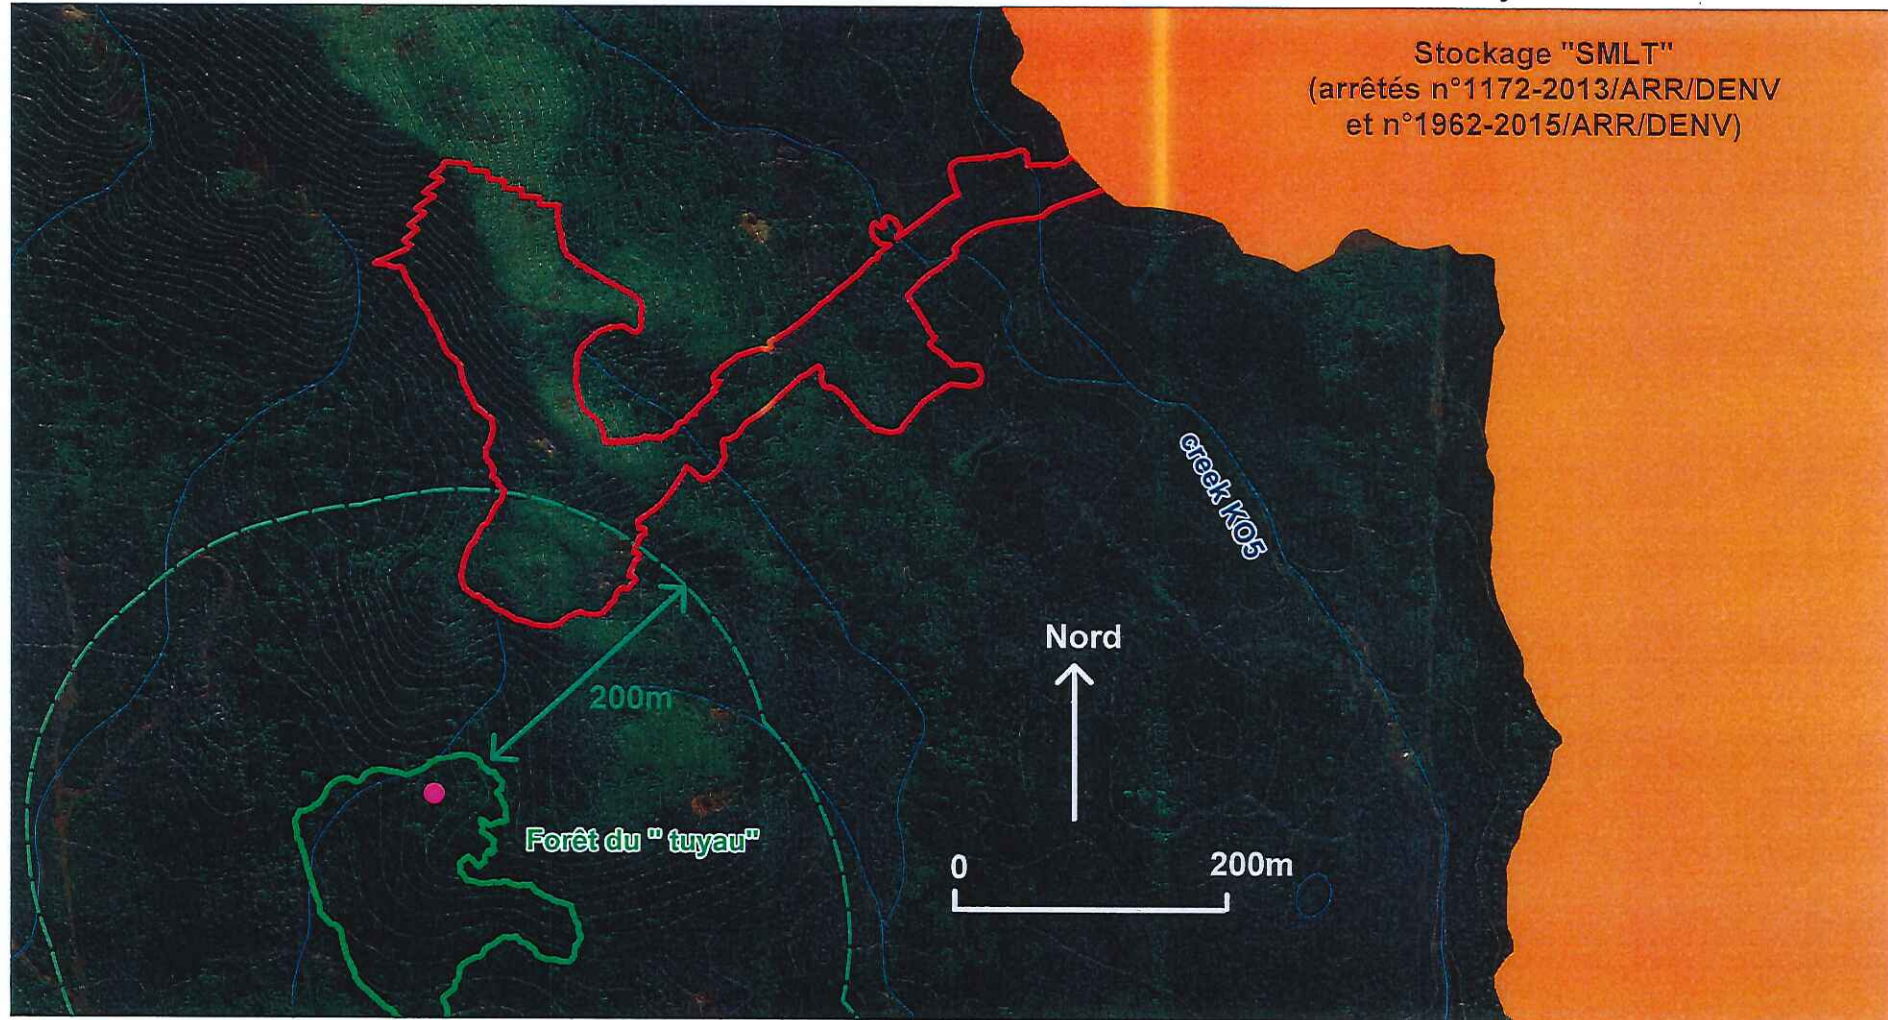 Stockage "SMLT"
(arrêtés n°1172-2013/ARR/DENV
et n°1962-2015/ARR/DENV)
creek KO5
Nord
200m
Forêt du " tuyau"
0 200m